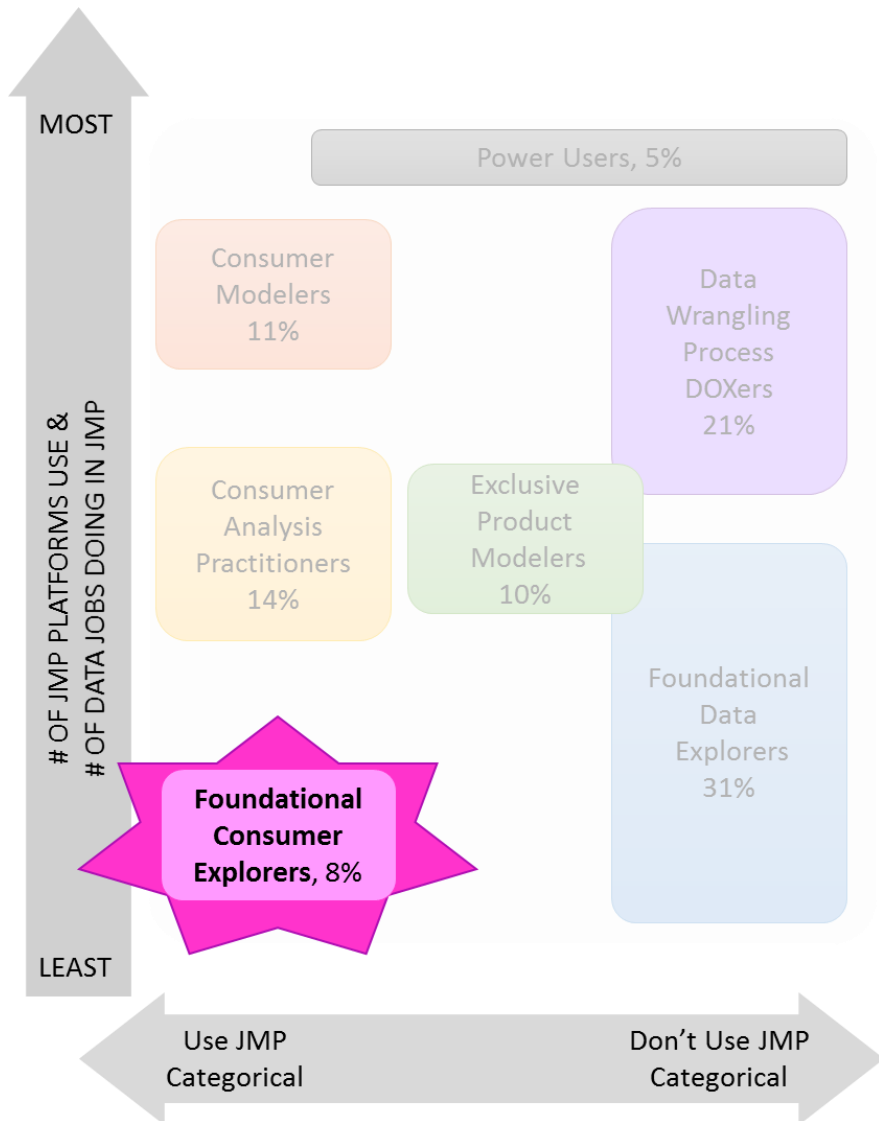 MOST
Power Users, 5%
Consumer
Modelers
11%
Data
Wrangling
Process
DOXers
21%
# OF JMP PLATFORMS USE &
# OF DATA JOBS DOING IN JMP
Consumer
Analysis
Practitioners
14%
Exclusive
Product
Modelers
10%
Foundational
Data
Explorers
31%
Foundational
Consumer
Explorers, 8%
LEAST
Use JMP
Categorical
Don't Use JMP
Categorical